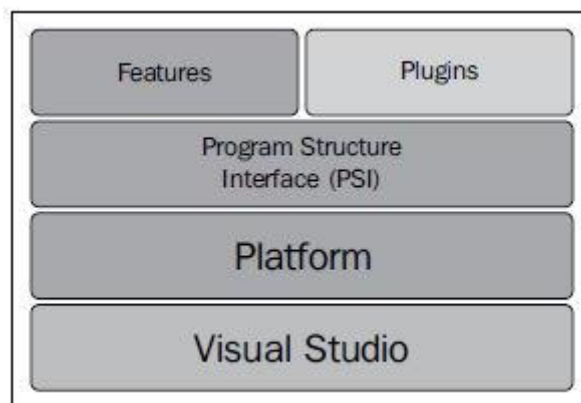 Features
Plugins
Program Structure
Interface (PSI)
Platform
Visual Studio